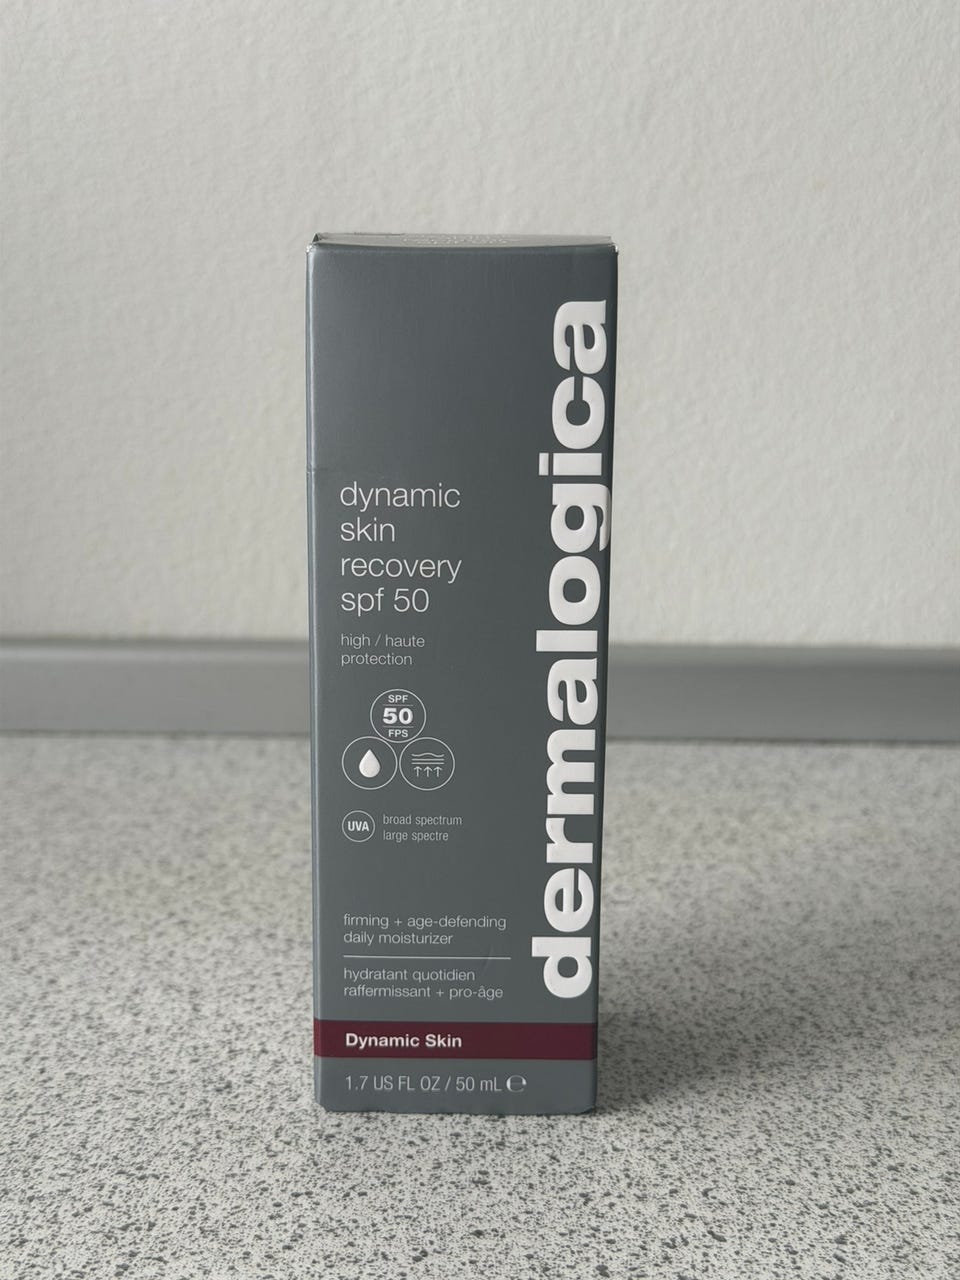 dermalogica
dynamic
skin
recovery
spf 50
high / haute
protection
SPF
50
FPS
UVA
broad spectrum
large spectre
firming + age-defending
daily moisturizer
hydratant quotidien
raffermissant + pro-âge
Dynamic Skin
1.7 US FL OZ / 50 mL ℮